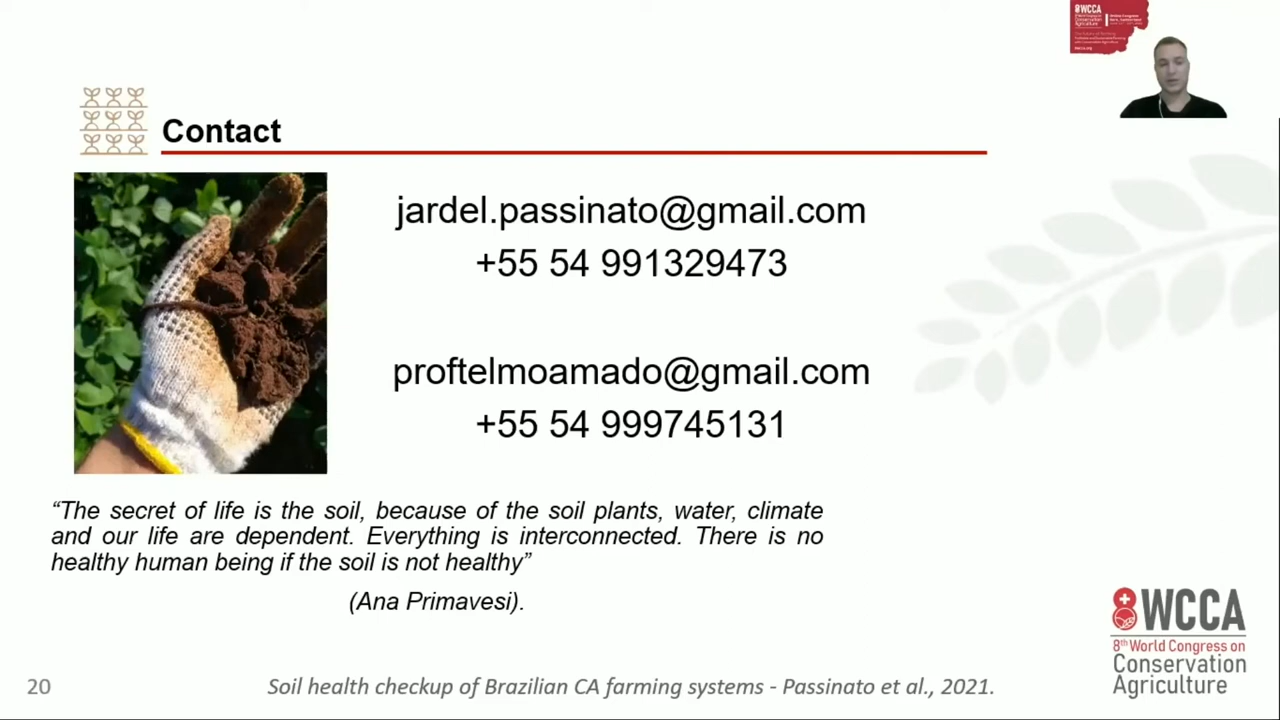 8WCCA
Contact
jardel.passinato@gmail.com
+55 54 991329473
proftelmoamado@gmail.com
+55 54 999745131
“The secret of life is the soil, because of the soil plants, water, climate
and our life are dependent. Everything is interconnected. There is no
healthy human being if the soil is not healthy”
(Ana Primavesi).
8WCCA
8th World Congress on
Conservation
Agriculture
20
Soil health checkup of Brazilian CA farming systems - Passinato et al., 2021.